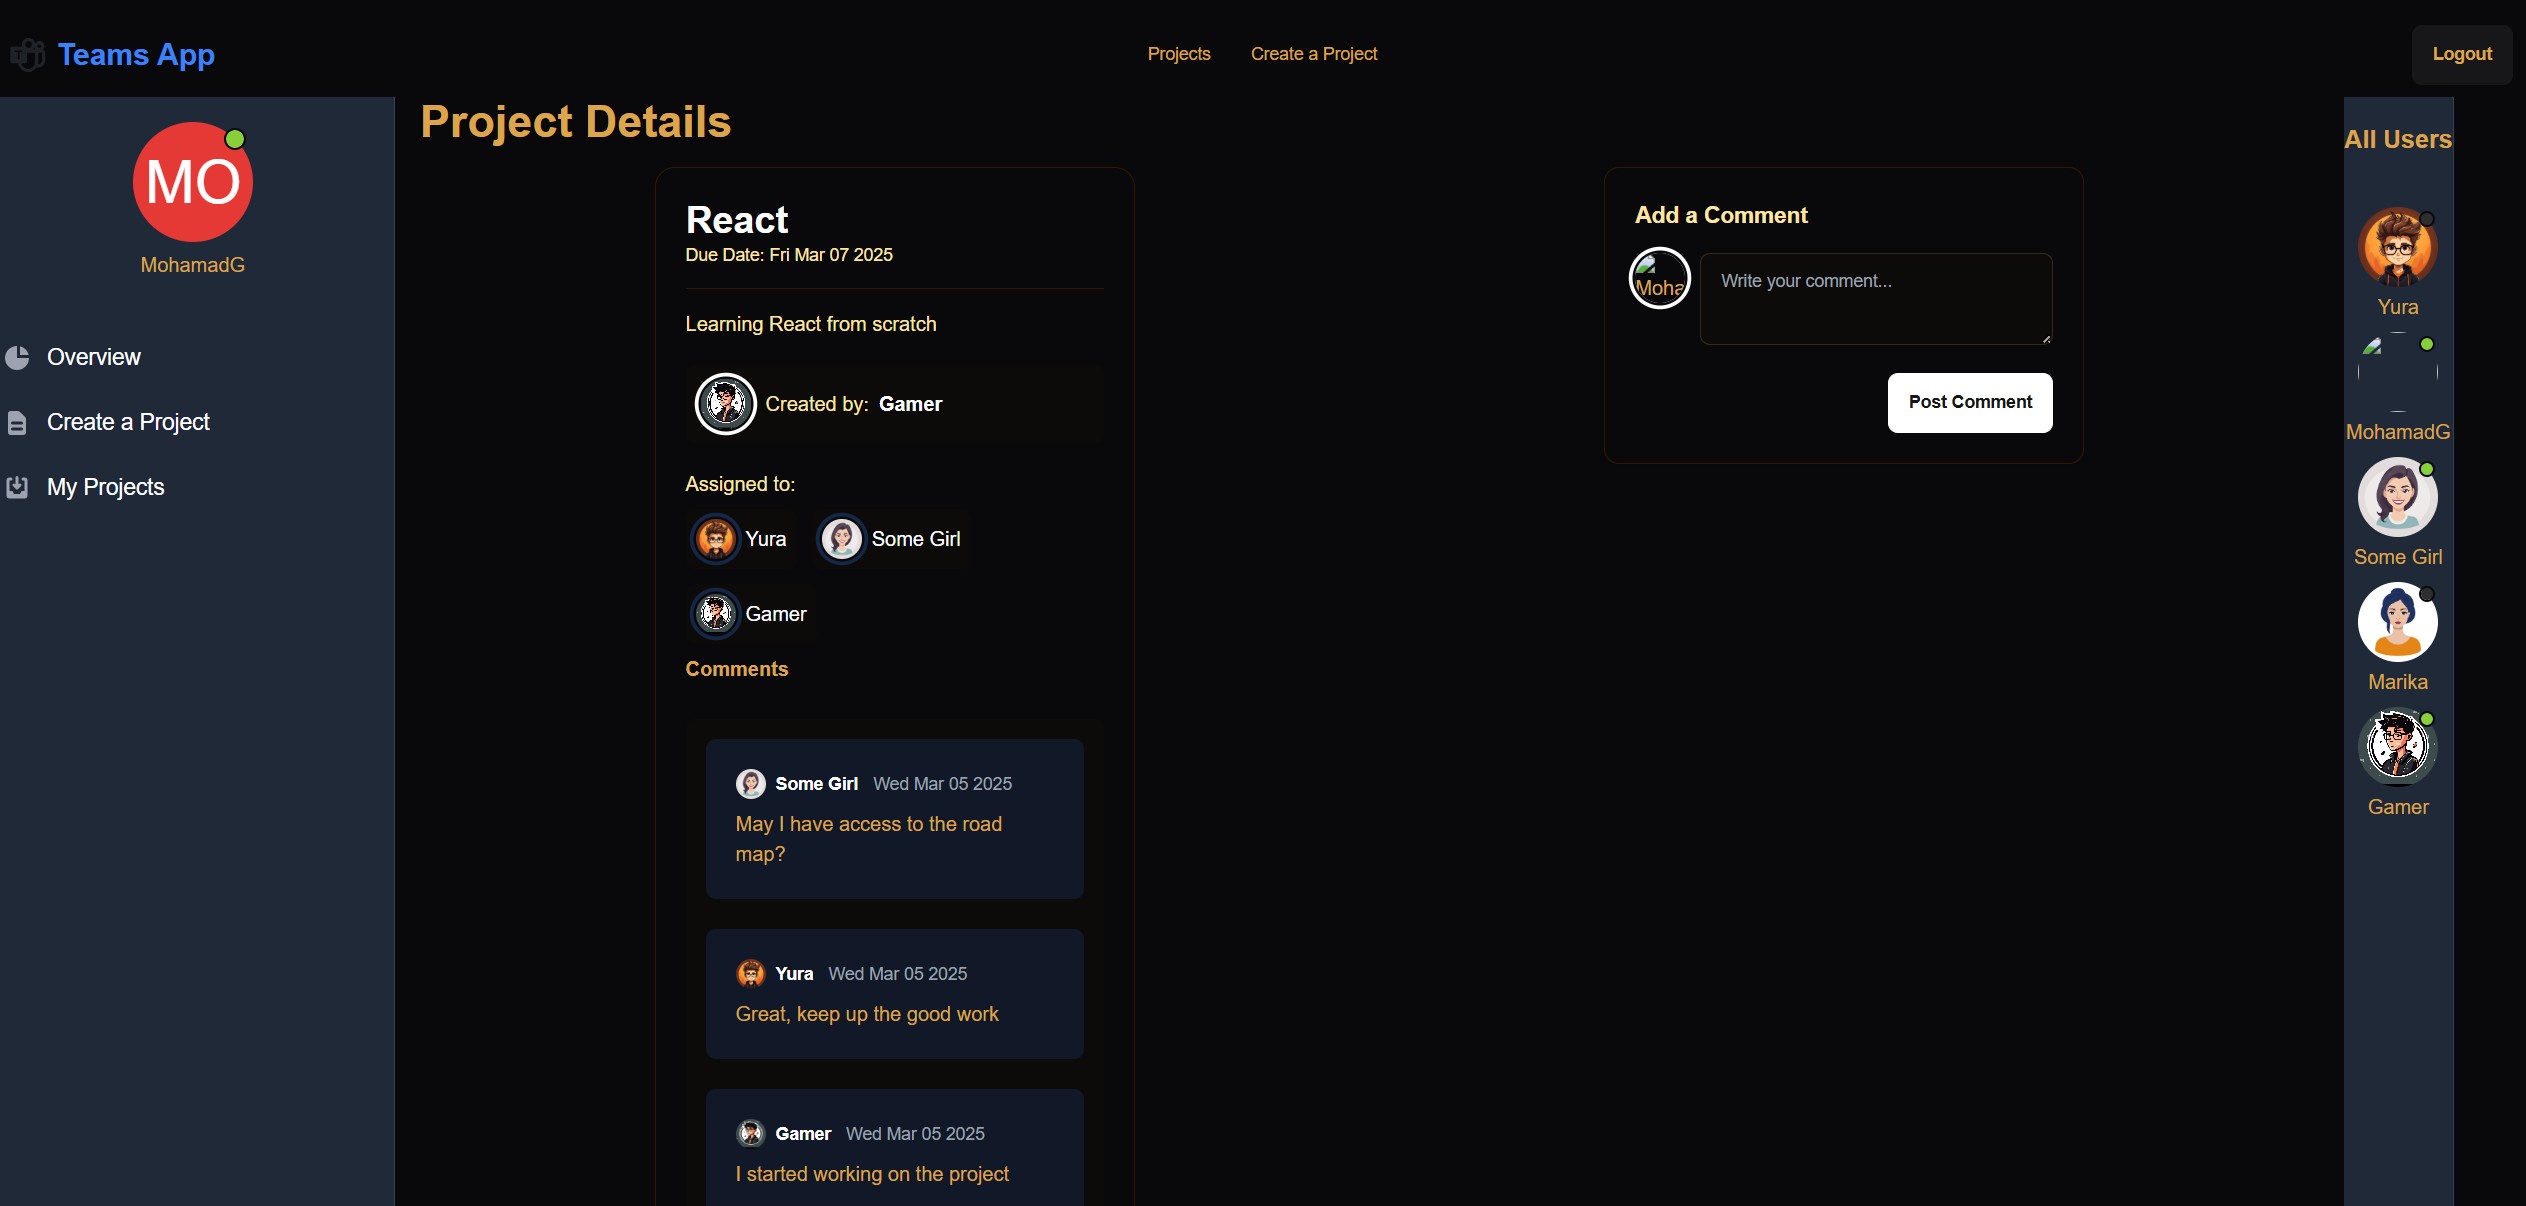 Teams App
Projects
Create a Project
Logout
MO
MohamadG
Overview
Create a Project
My Projects
Project Details
React
Due Date: Fri Mar 07 2025
Learning React from scratch
Created by: Gamer
Assigned to:
Yura
Some Girl
Gamer
Comments
Some Girl Wed Mar 05 2025
May I have access to the road
map?
Yura Wed Mar 05 2025
Great, keep up the good work
Gamer Wed Mar 05 2025
I started working on the project
Add a Comment
Moha
Write your comment...
Post Comment
All Users
Yura
MohamadG
Some Girl
Marika
Gamer